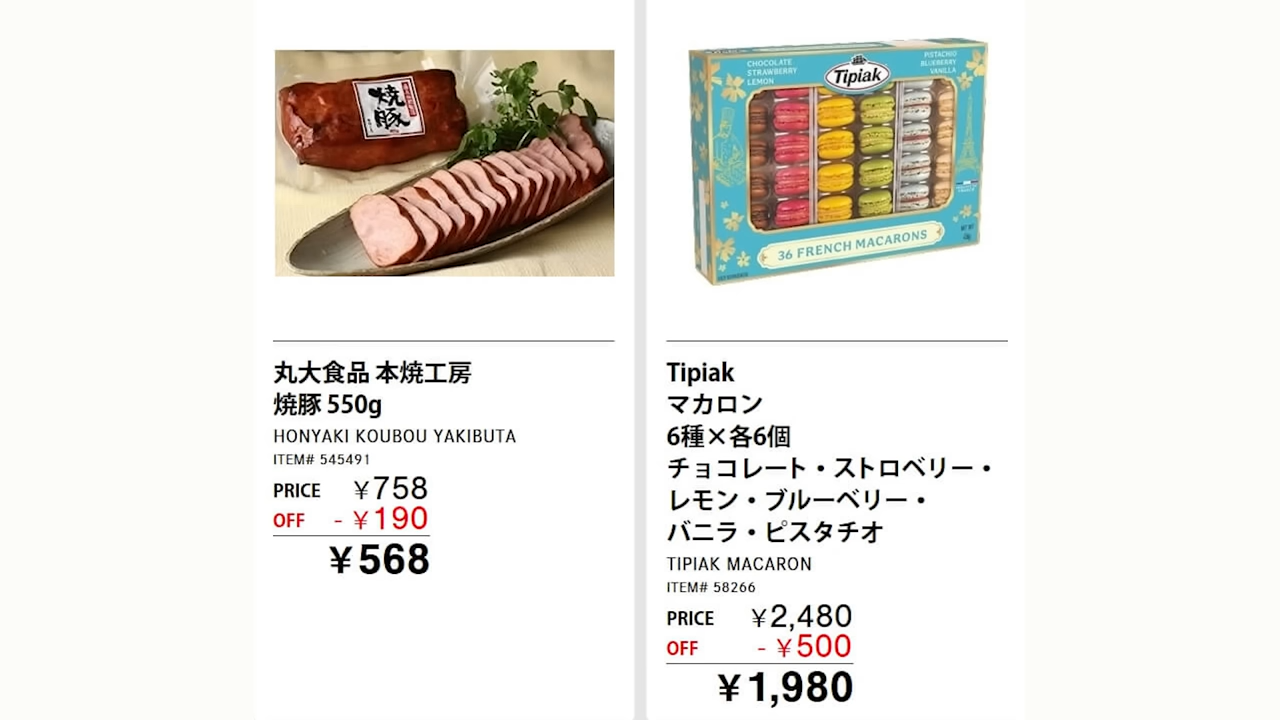 焼豚
丸大食品 本焼工房
焼豚 550g
HONYAKI KOUBOU YAKIBUTA
ITEM# 545491
PRICE ¥758
OFF - ¥190
¥568
CHOCOLATE
STRAWBERRY
LEMON
Tipiak
PISTACHIO
BLUEBERRY
VANILLA
36 FRENCH MACARONS
Tipiak
マカロン
6種×各6個
チョコレート・ストロベリー・
レモン・ブルーベリー・
バニラ・ピスタチオ
TIPIAK MACARON
ITEM# 58266
PRICE ¥2,480
OFF - ¥500
¥1,980